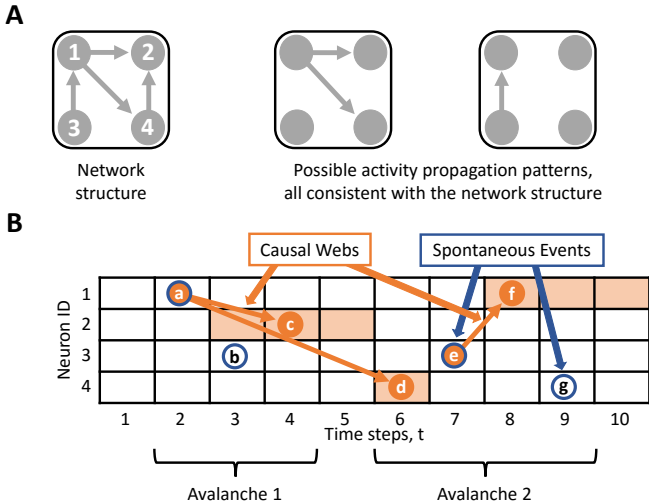 A
1 2
3 4
Network
structure
Possible activity propagation patterns,
all consistent with the network structure
B
Causal Webs
Spontaneous Events
Neuron ID
1 a f
2 c
3 b e
4 d g
1 2 3 4 5 6 7 8 9 10
Time steps, t
Avalanche 1
Avalanche 2